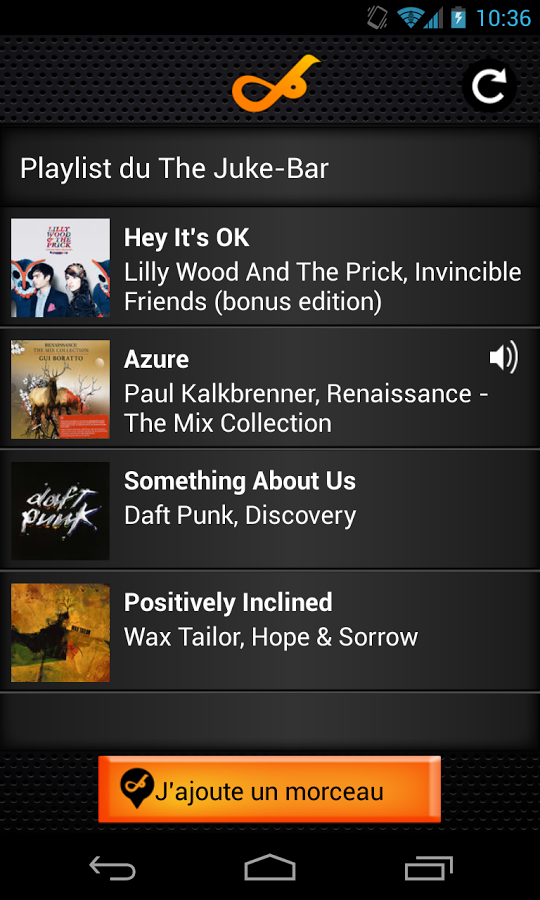 10:36
Playlist du The Juke-Bar
Hey It's OK
Lilly Wood And The Prick, Invincible
Friends (bonus edition)
LILLY
WOOD
& THE
PRICK
Azure
Paul Kalkbrenner, Renaissance -
The Mix Collection
RENAISSANCE
THE MIX COLLECTION
GUI BORATTO
Something About Us
Daft Punk, Discovery
daft
punk
Positively Inclined
Wax Tailor, Hope & Sorrow
WAX TAILOR
J'ajoute un morceau